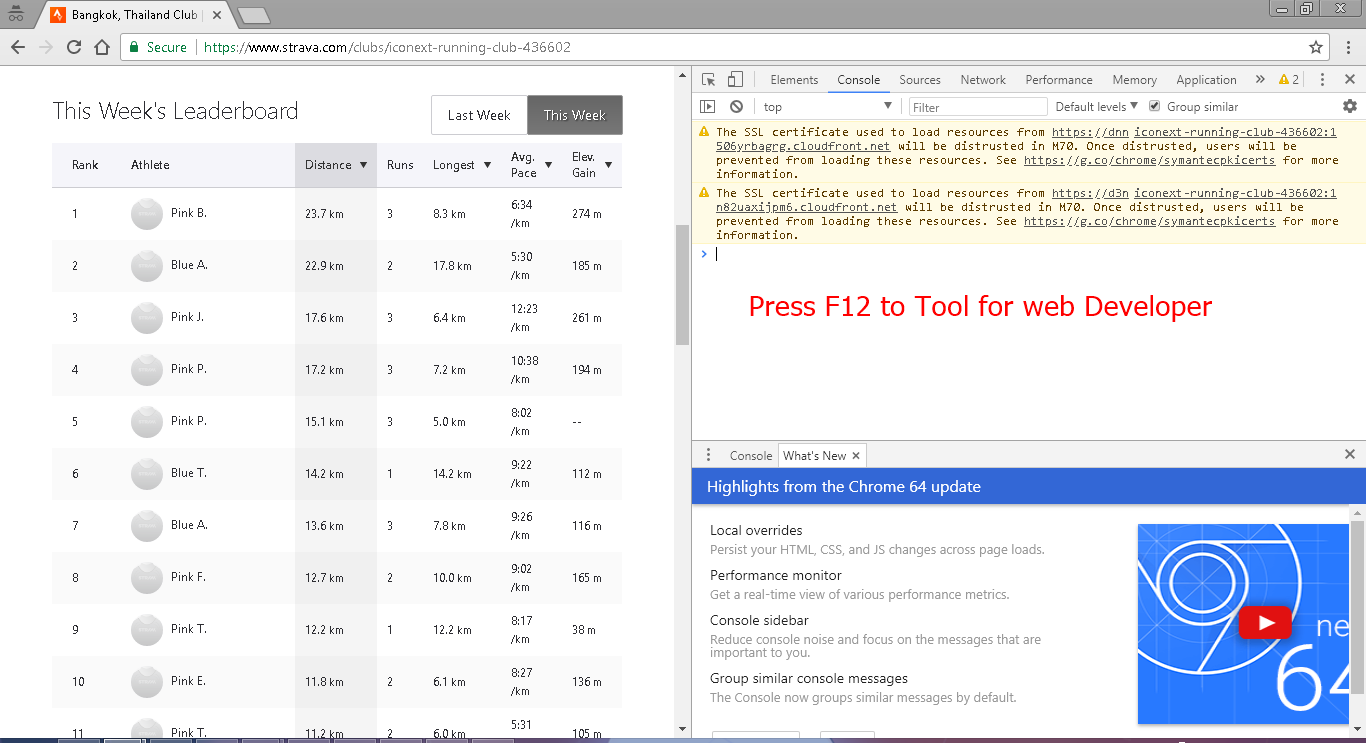 Bangkok, Thailand Club |
Secure https://www.strava.com/clubs/iconext-running-club-436602
This Week's Leaderboard
Last Week This Week
Rank Athlete Distance ▼ Runs Longest ▼ Avg. Pace ▼ Elev. Gain ▼
1 Pink B. 23.7 km 3 8.3 km 6:34 /km 274 m
2 Blue A. 22.9 km 2 17.8 km 5:30 /km 185 m
3 Pink J. 17.6 km 3 6.4 km 12:23 /km 261 m
4 Pink P. 17.2 km 3 7.2 km 10:38 /km 194 m
5 Pink P. 15.1 km 3 5.0 km 8:02 /km --
6 Blue T. 14.2 km 1 14.2 km 9:22 /km 112 m
7 Blue A. 13.6 km 3 7.8 km 9:26 /km 116 m
8 Pink F. 12.7 km 2 10.0 km 9:02 /km 165 m
9 Pink T. 12.2 km 1 12.2 km 8:17 /km 38 m
10 Pink E. 11.8 km 2 6.1 km 8:27 /km 136 m
11 Pink T. 11.2 km 2 6.0 km 5:31 105 m
Elements Console Sources Network Performance Memory Application » 2
top ▼ Filter Default levels ▼ Group similar
The SSL certificate used to load resources from https://dnn iconext-running-club-436602:1
506yrbagrg.cloudfront.net will be distrusted in M70. Once distrusted, users will be
prevented from loading these resources. See https://g.co/chrome/symantecpkicerts for more
information.
The SSL certificate used to load resources from https://d3n iconext-running-club-436602:1
n82uaxijpm6.cloudfront.net will be distrusted in M70. Once distrusted, users will be
prevented from loading these resources. See https://g.co/chrome/symantecpkicerts for more
information.
>
Press F12 to Tool for web Developer
Console What's New
Highlights from the Chrome 64 update
Local overrides
Persist your HTML, CSS, and JS changes across page loads.
Performance monitor
Get a real-time view of various performance metrics.
Console sidebar
Reduce console noise and focus on the messages that are
important to you.
Group similar console messages
The Console now groups similar messages by default.
ne
64